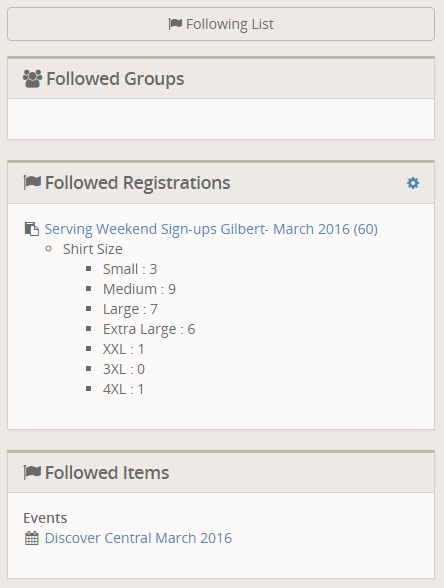 Following List
Followed Groups
Followed Registrations
Serving Weekend Sign-ups Gilbert- March 2016 (60)
Shirt Size
Small : 3
Medium : 9
Large : 7
Extra Large : 6
XXL : 1
3XL : 0
4XL : 1
Followed Items
Events
Discover Central March 2016